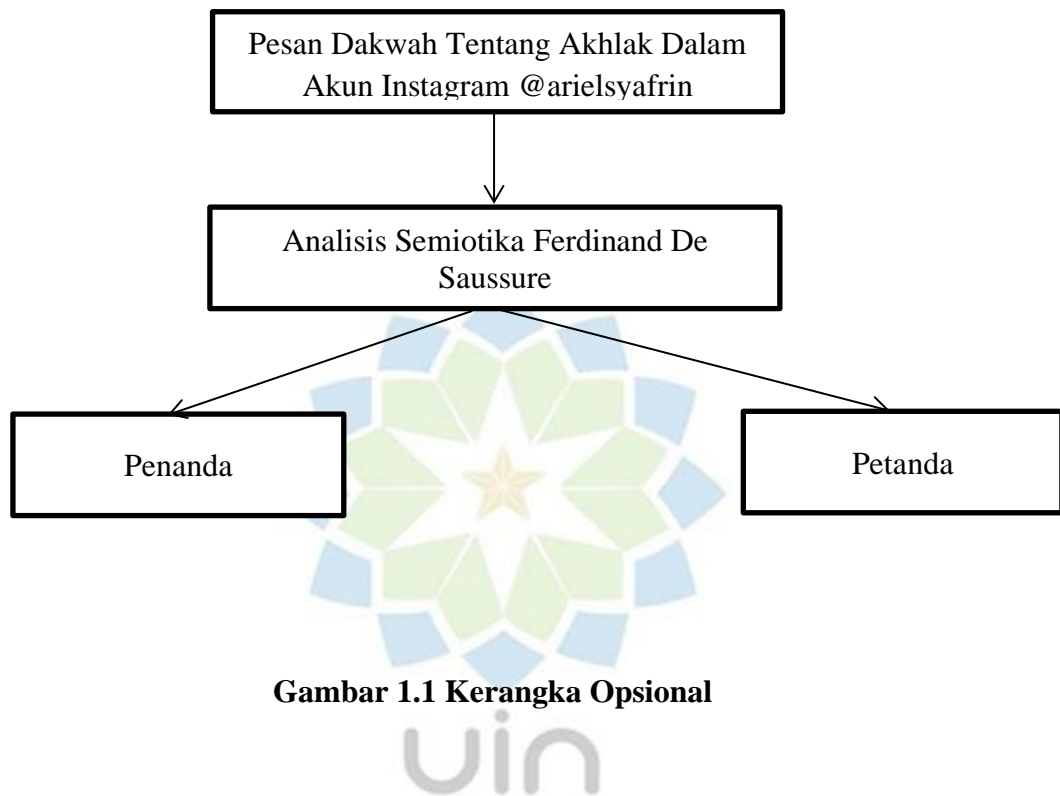 Pesan Dakwah Tentang Akhlak Dalam
Akun Instagram @arielsyafrin
Analisis Semiotika Ferdinand De
Saussure
Penanda
Petanda
Gambar 1.1 Kerangka Opsional
uin